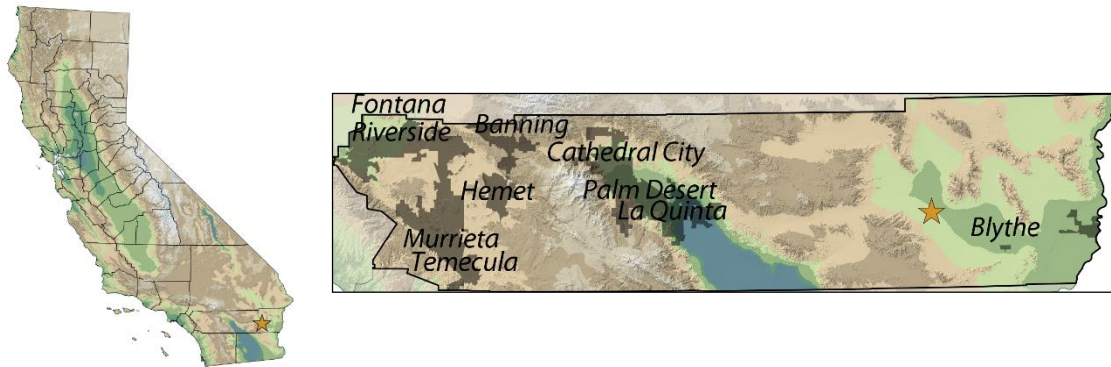 Fontana
Riverside
Banning
Cathedral City
Hemet
Palm Desert
La Quinta
Murrieta
Temecula
Blythe